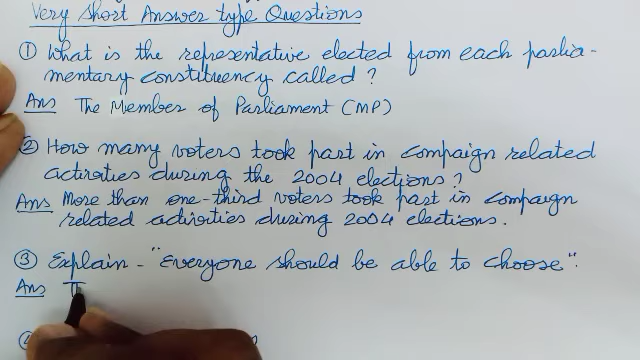 Very Short Answer type Questions
① What is the representative elected from each parlia-
mentary constituency called?
Ans The Member of Parliament (MP)
② How many voters took part in compaign related
activities during the 2004 elections?
Ans More than one-third voters took part in compaign
related activities during 2004 elections.
③ Explain - "Everyone should be able to choose".
Ans T